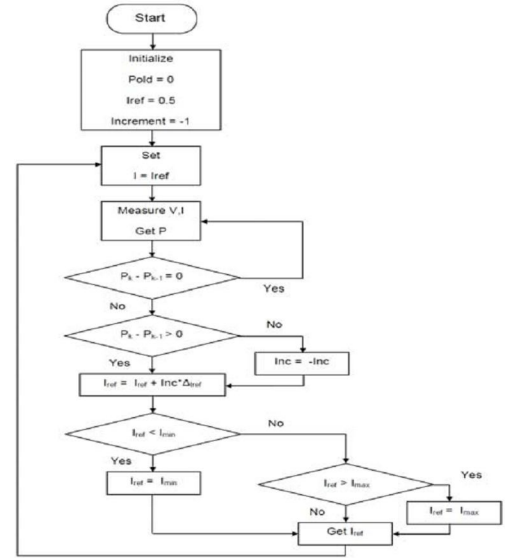 Start
Initialize
Pold = 0
Iref = 0.5
Increment = -1
Set
I = Iref
Measure V,I
Get P
Pₖ - Pₖ₋₁ = 0
Yes
No
Pₖ - Pₖ₋₁ > 0
No
Yes
Inc = -Inc
Iref = Iref + Inc*ΔIref
Iref < Imin
No
Yes
Iref = Imin
Iref > Imax
Yes
No
Iref = Imax
Get Iref